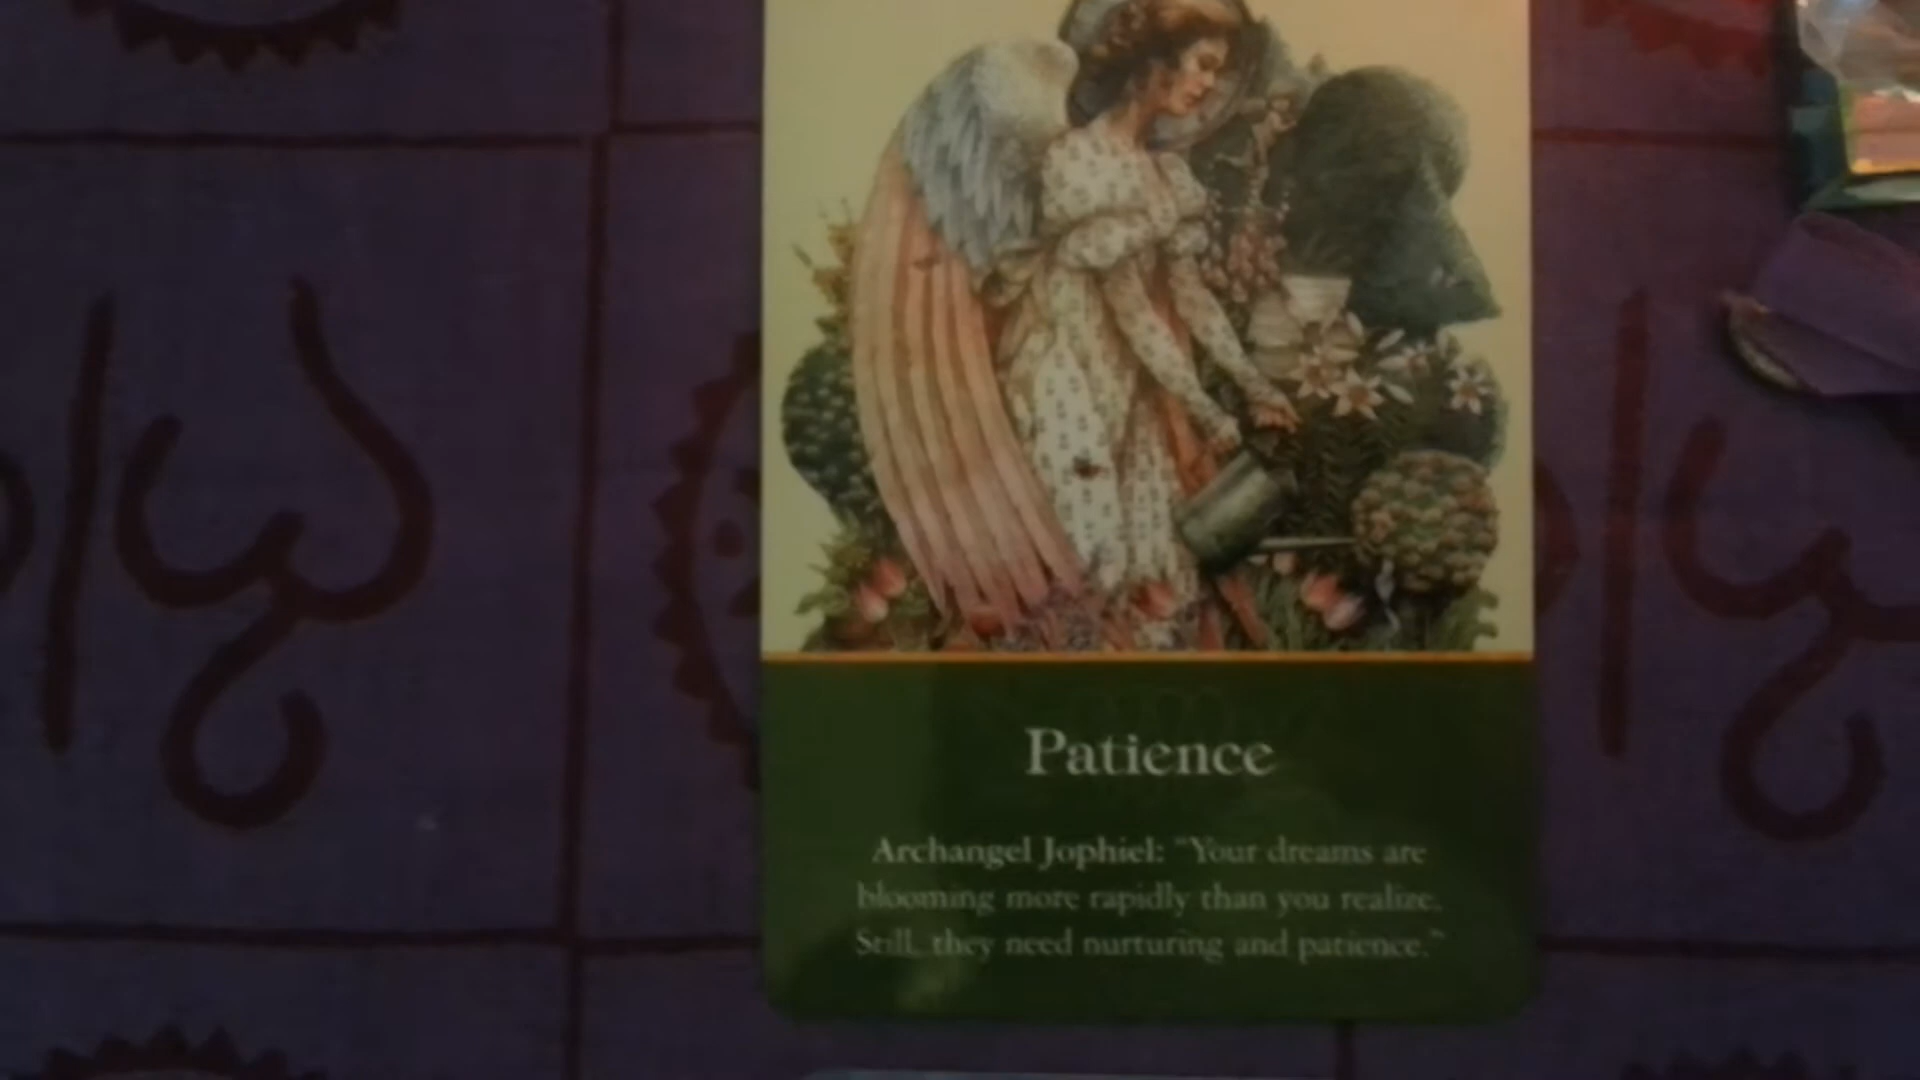 Patience
Archangel Jophiel: "Your dreams are
blooming more rapidly than you realize.
Still, they need nurturing and patience."